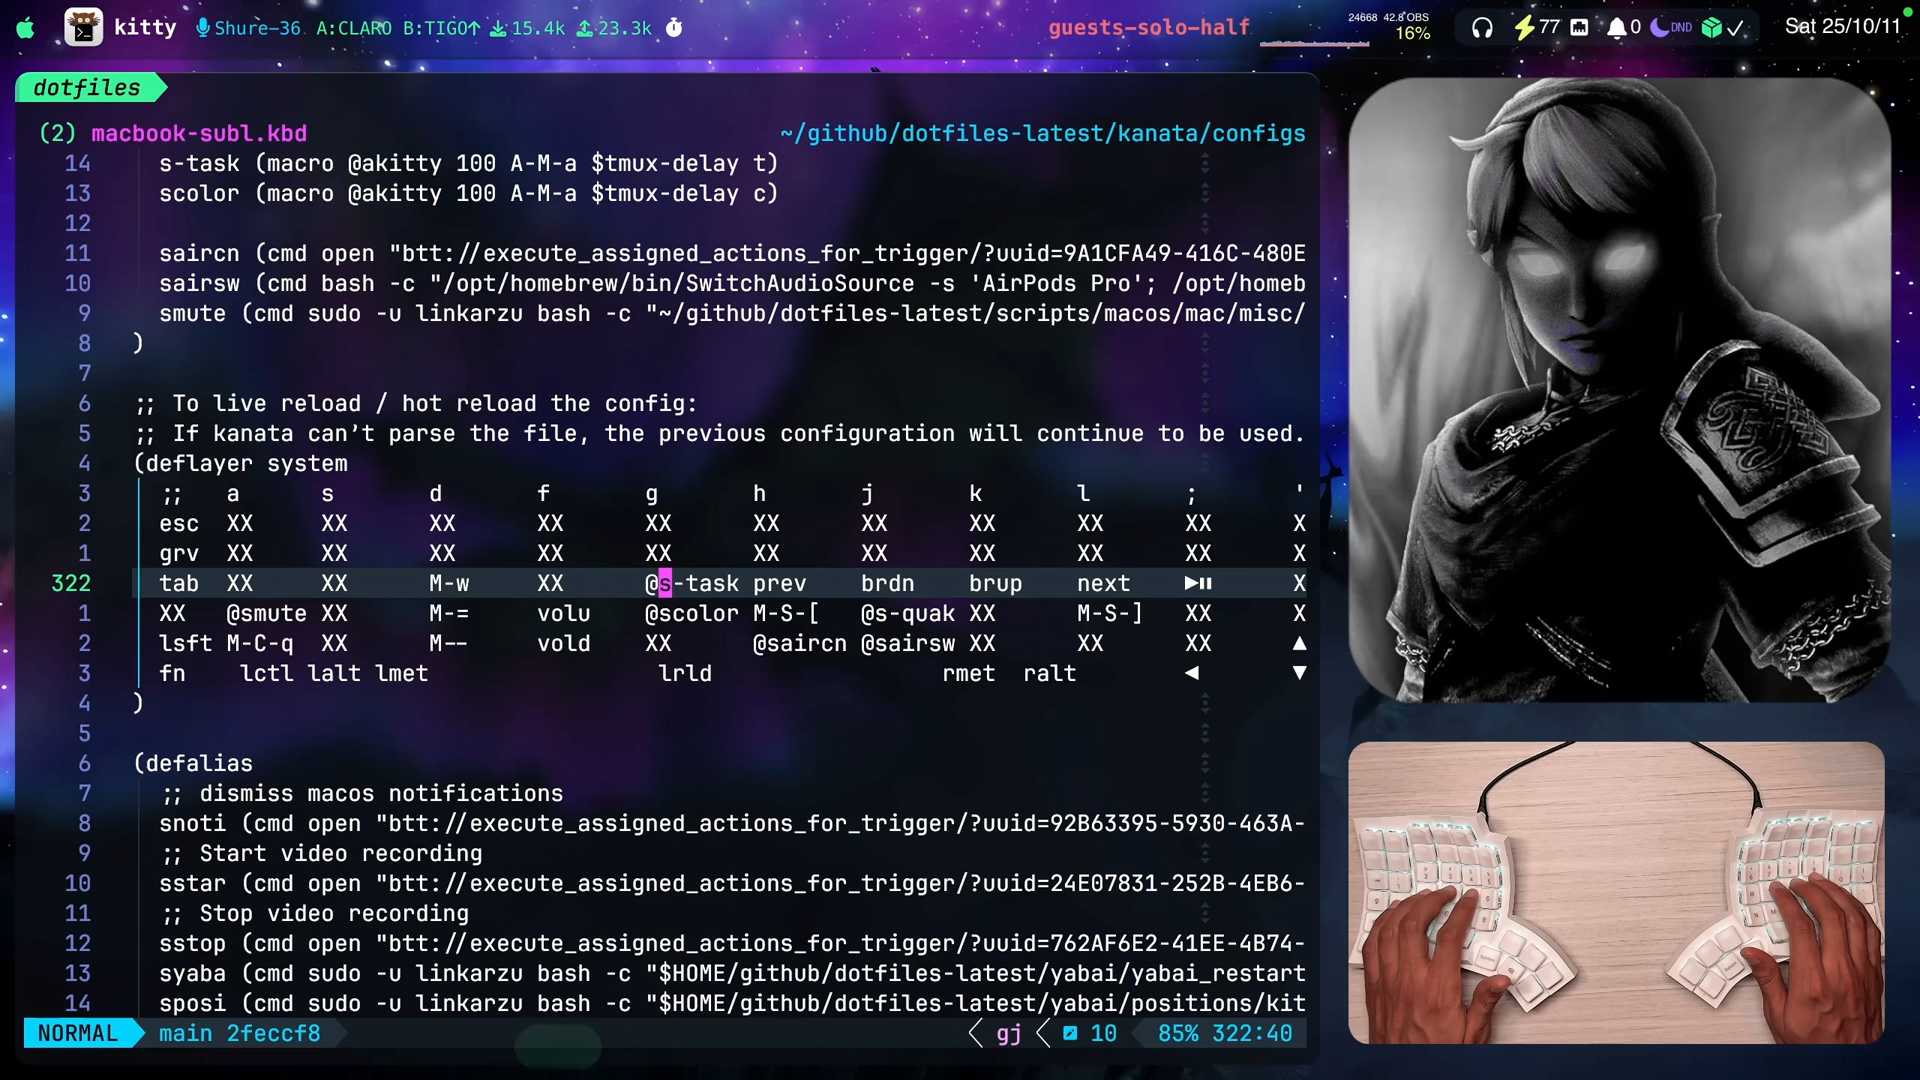 kitty Shure-36 A:CLARO B:TIGO↑ 15.4k 23.3k guests-solo-half 24668 42.8 OBS 16% 77 0 DND ✓ Sat 25/10/11
dotfiles
(2) macbook-subl.kbd ~/github/dotfiles-latest/kanata/configs
14 s-task (macro @akitty 100 A-M-a $tmux-delay t)
13 scolor (macro @akitty 100 A-M-a $tmux-delay c)
12
11 saircn (cmd open "btt://execute_assigned_actions_for_trigger/?uuid=9A1CFA49-416C-480E
10 sairsw (cmd bash -c "/opt/homebrew/bin/SwitchAudioSource -s 'AirPods Pro'; /opt/homeb
9 smute (cmd sudo -u linkarzu bash -c "~/github/dotfiles-latest/scripts/macos/mac/misc/
8 )
7
6 ;; To live reload / hot reload the config:
5 ;; If kanata can't parse the file, the previous configuration will continue to be used.
4 (deflayer system
3 ;; a s d f g h j k l ; '
2 esc XX XX XX XX XX XX XX XX XX XX X
1 grv XX XX XX XX XX XX XX XX XX XX X
322 tab XX XX M-w XX @s-task prev brdn brup next ▶⏸ X
1 XX @smute XX M-= volu @scolor M-S-[ @s-quak XX M-S-] XX X
2 lsft M-C-q XX M-- vold XX @saircn @sairsw XX XX XX ▲
3 fn lctl lalt lmet lrld rmet ralt ◀ ▼
4 )
5
6 (defalias
7 ;; dismiss macos notifications
8 snoti (cmd open "btt://execute_assigned_actions_for_trigger/?uuid=92B63395-5930-463A-
9 ;; Start video recording
10 sstar (cmd open "btt://execute_assigned_actions_for_trigger/?uuid=24E07831-252B-4EB6-
11 ;; Stop video recording
12 sstop (cmd open "btt://execute_assigned_actions_for_trigger/?uuid=762AF6E2-41EE-4B74-
13 syaba (cmd sudo -u linkarzu bash -c "$HOME/github/dotfiles-latest/yabai/yabai_restart
14 sposi (cmd sudo -u linkarzu bash -c "$HOME/github/dotfiles-latest/yabai/positions/kit
NORMAL main 2feccf8 gj 10 85% 322:40